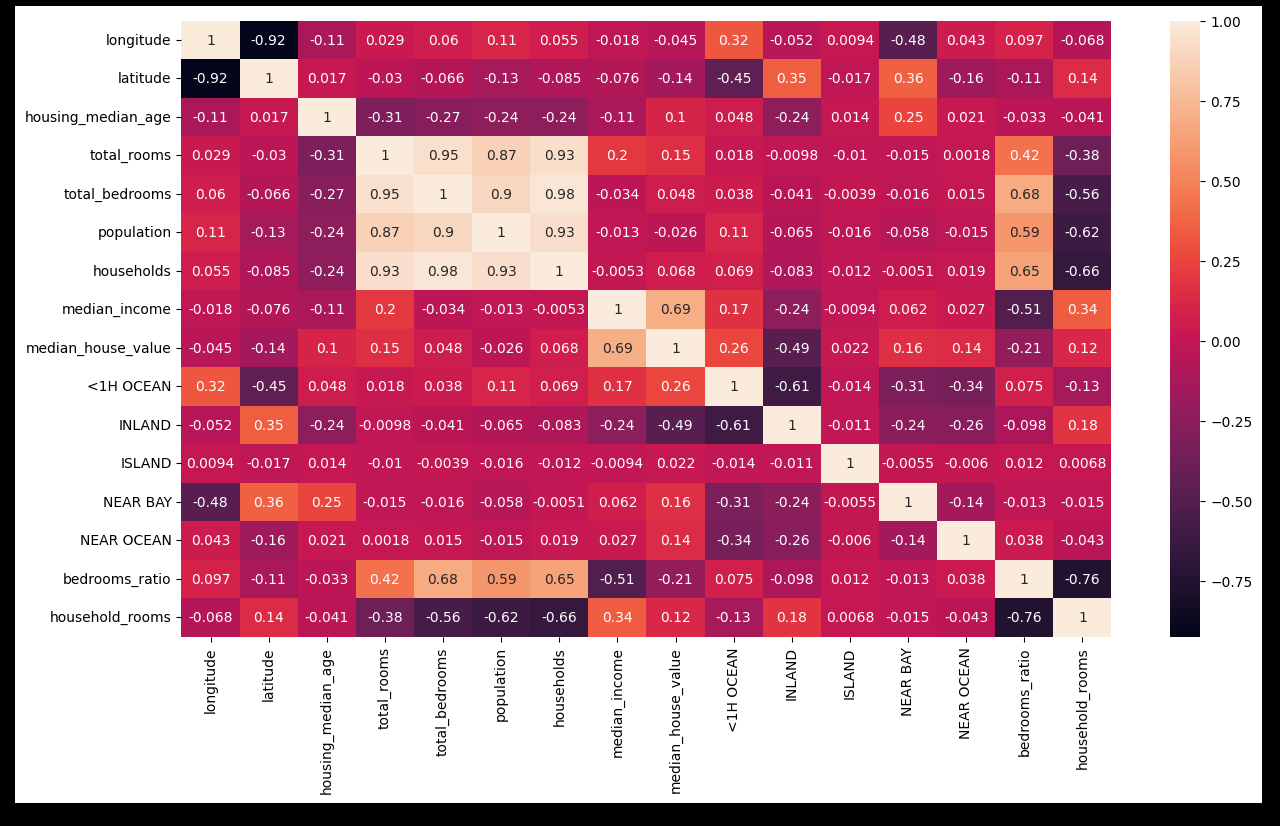 longitude 1 -0.92 -0.11 0.029 0.06 0.11 0.055 -0.018 -0.045 0.32 -0.052 0.0094 -0.48 0.043 0.097 -0.068
latitude -0.92 1 0.017 -0.03 -0.066 -0.13 -0.085 -0.076 -0.14 -0.45 0.35 -0.017 0.36 -0.16 -0.11 0.14
housing_median_age -0.11 0.017 1 -0.31 -0.27 -0.24 -0.24 -0.11 0.1 0.048 -0.24 0.014 0.25 0.021 -0.033 -0.041
total_rooms 0.029 -0.03 -0.31 1 0.95 0.87 0.93 0.2 0.15 0.018 -0.0098 -0.01 -0.015 0.0018 0.42 -0.38
total_bedrooms 0.06 -0.066 -0.27 0.95 1 0.9 0.98 -0.034 0.048 0.038 -0.041 -0.0039 -0.016 0.015 0.68 -0.56
population 0.11 -0.13 -0.24 0.87 0.9 1 0.93 -0.013 -0.026 0.11 -0.065 -0.016 -0.058 -0.015 0.59 -0.62
households 0.055 -0.085 -0.24 0.93 0.98 0.93 1 -0.0053 0.068 0.069 -0.083 -0.012 -0.0051 0.019 0.65 -0.66
median_income -0.018 -0.076 -0.11 0.2 -0.034 -0.013 -0.0053 1 0.69 0.17 -0.24 -0.0094 0.062 0.027 -0.51 0.34
median_house_value -0.045 -0.14 0.1 0.15 0.048 -0.026 0.068 0.69 1 0.26 -0.49 0.022 0.16 0.14 -0.21 0.12
<1H OCEAN 0.32 -0.45 0.048 0.018 0.038 0.11 0.069 0.17 0.26 1 -0.61 -0.014 -0.31 -0.34 0.075 -0.13
INLAND -0.052 0.35 -0.24 -0.0098 -0.041 -0.065 -0.083 -0.24 -0.49 -0.61 1 -0.011 -0.24 -0.26 -0.098 0.18
ISLAND 0.0094 -0.017 0.014 -0.01 -0.0039 -0.016 -0.012 -0.0094 0.022 -0.014 -0.011 1 -0.0055 -0.006 0.012 0.0068
NEAR BAY -0.48 0.36 0.25 -0.015 -0.016 -0.058 -0.0051 0.062 0.16 -0.31 -0.24 -0.0055 1 -0.14 -0.013 -0.015
NEAR OCEAN 0.043 -0.16 0.021 0.0018 0.015 -0.015 0.019 0.027 0.14 -0.34 -0.26 -0.006 -0.14 1 0.038 -0.043
bedrooms_ratio 0.097 -0.11 -0.033 0.42 0.68 0.59 0.65 -0.51 -0.21 0.075 -0.098 0.012 -0.013 0.038 1 -0.76
household_rooms -0.068 0.14 -0.041 -0.38 -0.56 -0.62 -0.66 0.34 0.12 -0.13 0.18 0.0068 -0.015 -0.043 -0.76 1
longitude
latitude
housing_median_age
total_rooms
total_bedrooms
population
households
median_income
median_house_value
<1H OCEAN
INLAND
ISLAND
NEAR BAY
NEAR OCEAN
bedrooms_ratio
household_rooms
1.00
0.75
0.50
0.25
0.00
−0.25
−0.50
−0.75